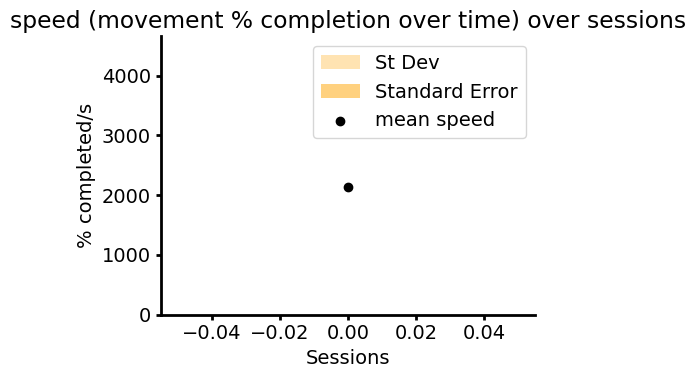 speed (movement % completion over time) over sessions
St Dev
Standard Error
mean speed
% completed/s
4000
3000
2000
1000
0
−0.04 −0.02 0.00 0.02 0.04
Sessions